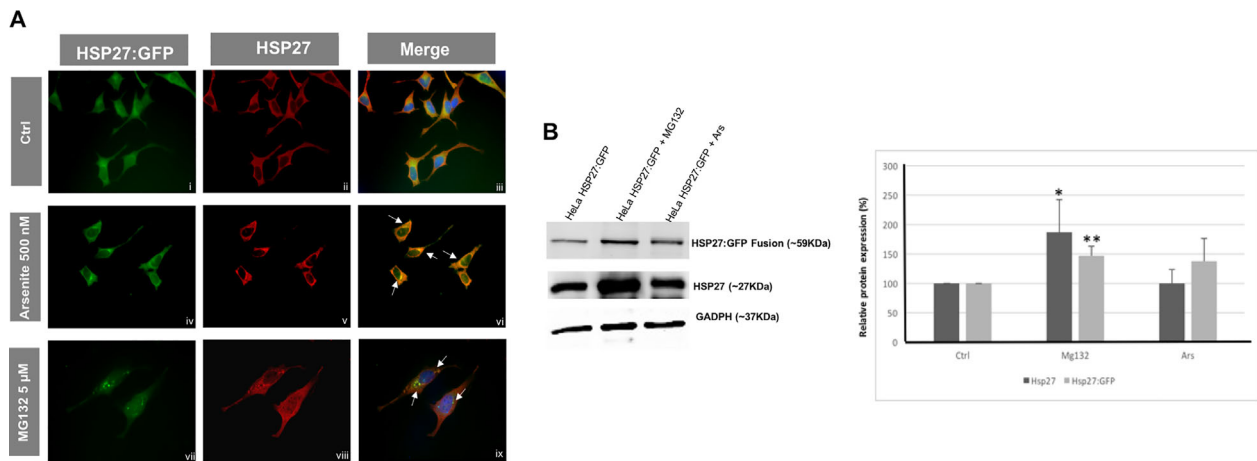 A
HSP27:GFP
HSP27
Merge
Ctrl
i
ii
iii
Arsenite 500 nM
iv
v
vi
MG132 5 µM
vii
viii
ix
B
HeLa HSP27:GFP
HeLa HSP27:GFP + MG132
HeLa HSP27:GFP + Ars
HSP27:GFP Fusion (~59KDa)
HSP27 (~27KDa)
GADPH (~37KDa)
Relative protein expression (%)
300
250
200
150
100
50
0
*
**
Ctrl
Mg132
Ars
Hsp27
Hsp27:GFP